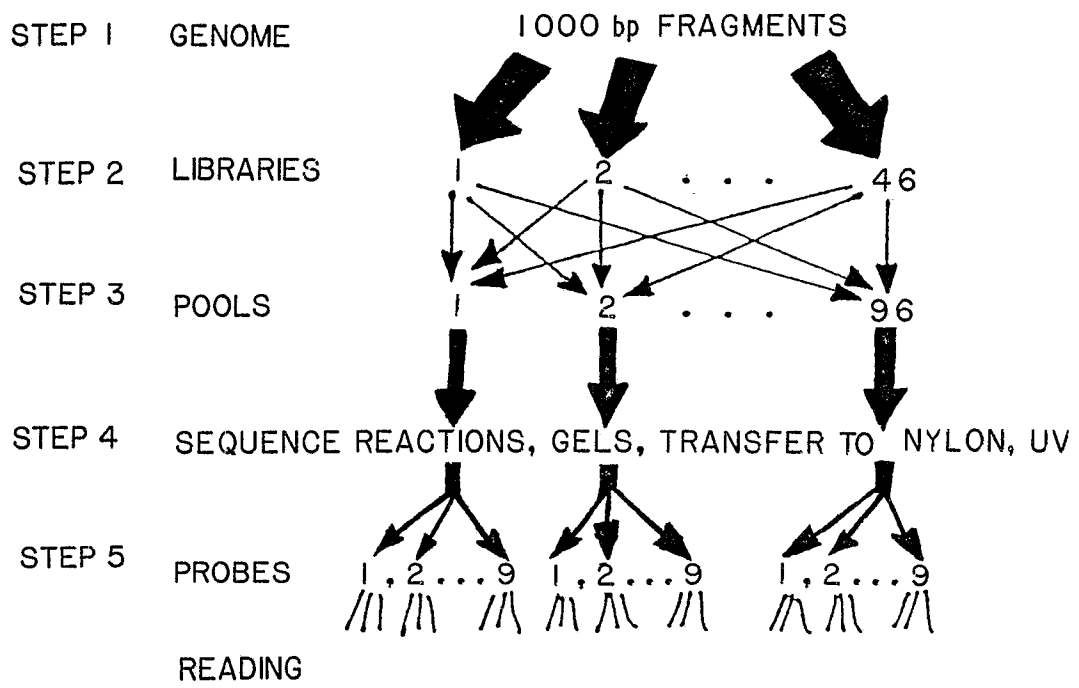 STEP 1 GENOME 1000 bp FRAGMENTS
STEP 2 LIBRARIES 1 2 . . . 46
STEP 3 POOLS 1 2 . . . 96
STEP 4 SEQUENCE REACTIONS, GELS, TRANSFER TO NYLON, UV
STEP 5 PROBES 1,2...9 1,2...9 1,2...9
READING